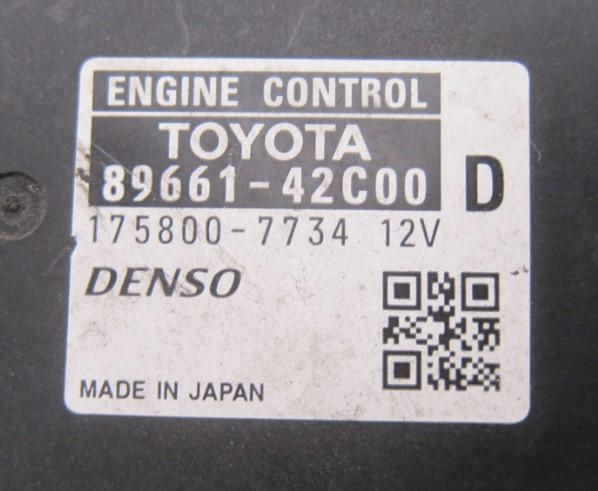 ENGINE CONTROL
TOYOTA
89661-42C00 D
175800-7734 12V
DENSO
MADE IN JAPAN